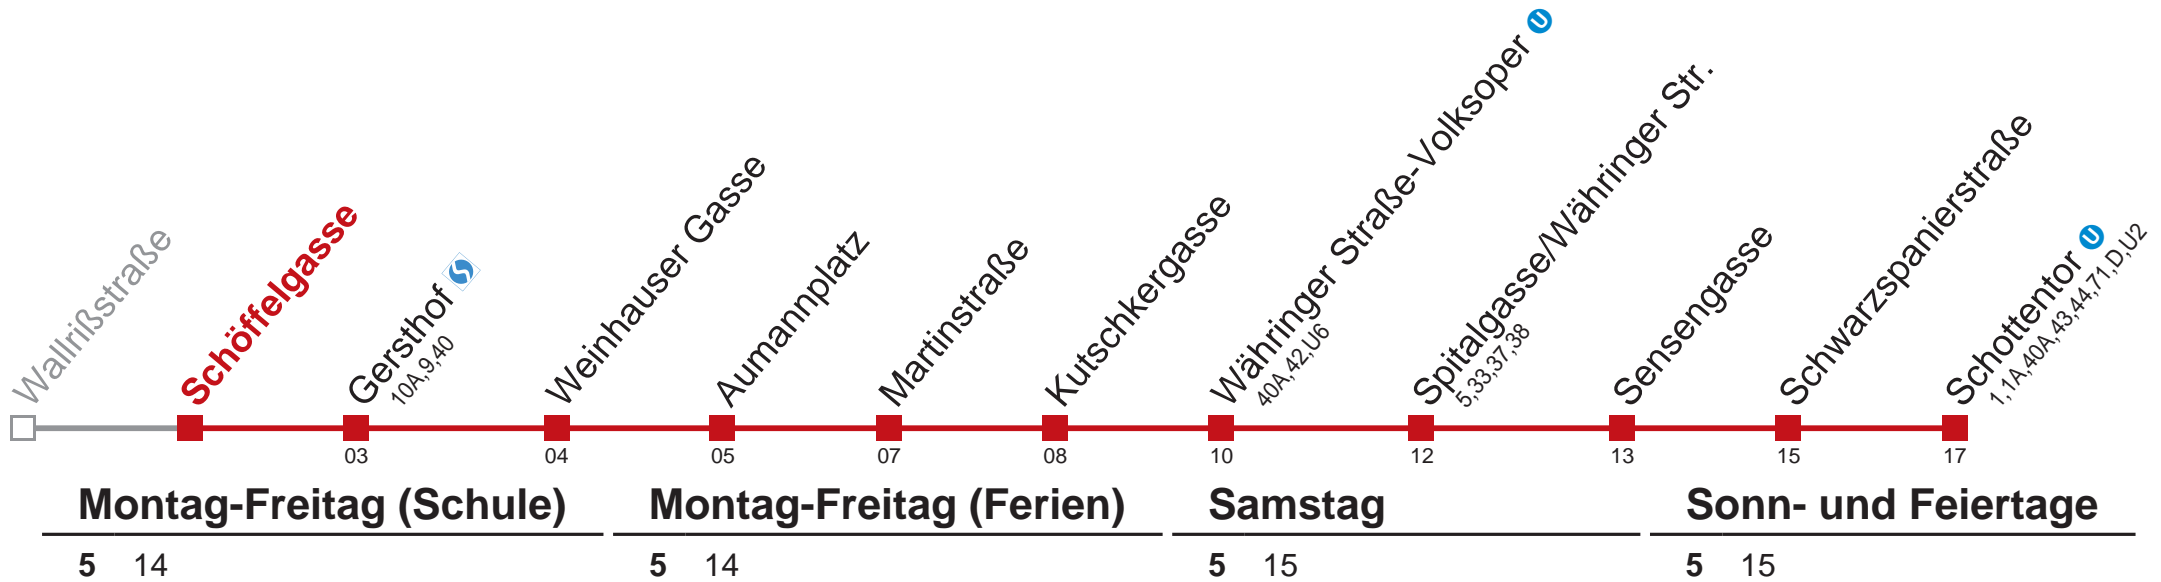 Wallrißstraße
Schöffelgasse
Gersthof
10A,9,40
Weinhauser Gasse
Aumannplatz
Martinstraße
Kutschkergasse
Währinger Straße-Volksoper U
40A,42,U6
Spitalgasse/Währinger Str.
5,33,37,38
Sensengasse
Schwarzspanierstraße
Schottentor U
1,1A,40A,43,44,71,D,U2
03 04 05 07 08 10 12 13 15 17
Montag-Freitag (Schule) Montag-Freitag (Ferien) Samstag Sonn- und Feiertage
5 14 5 14 5 15 5 15